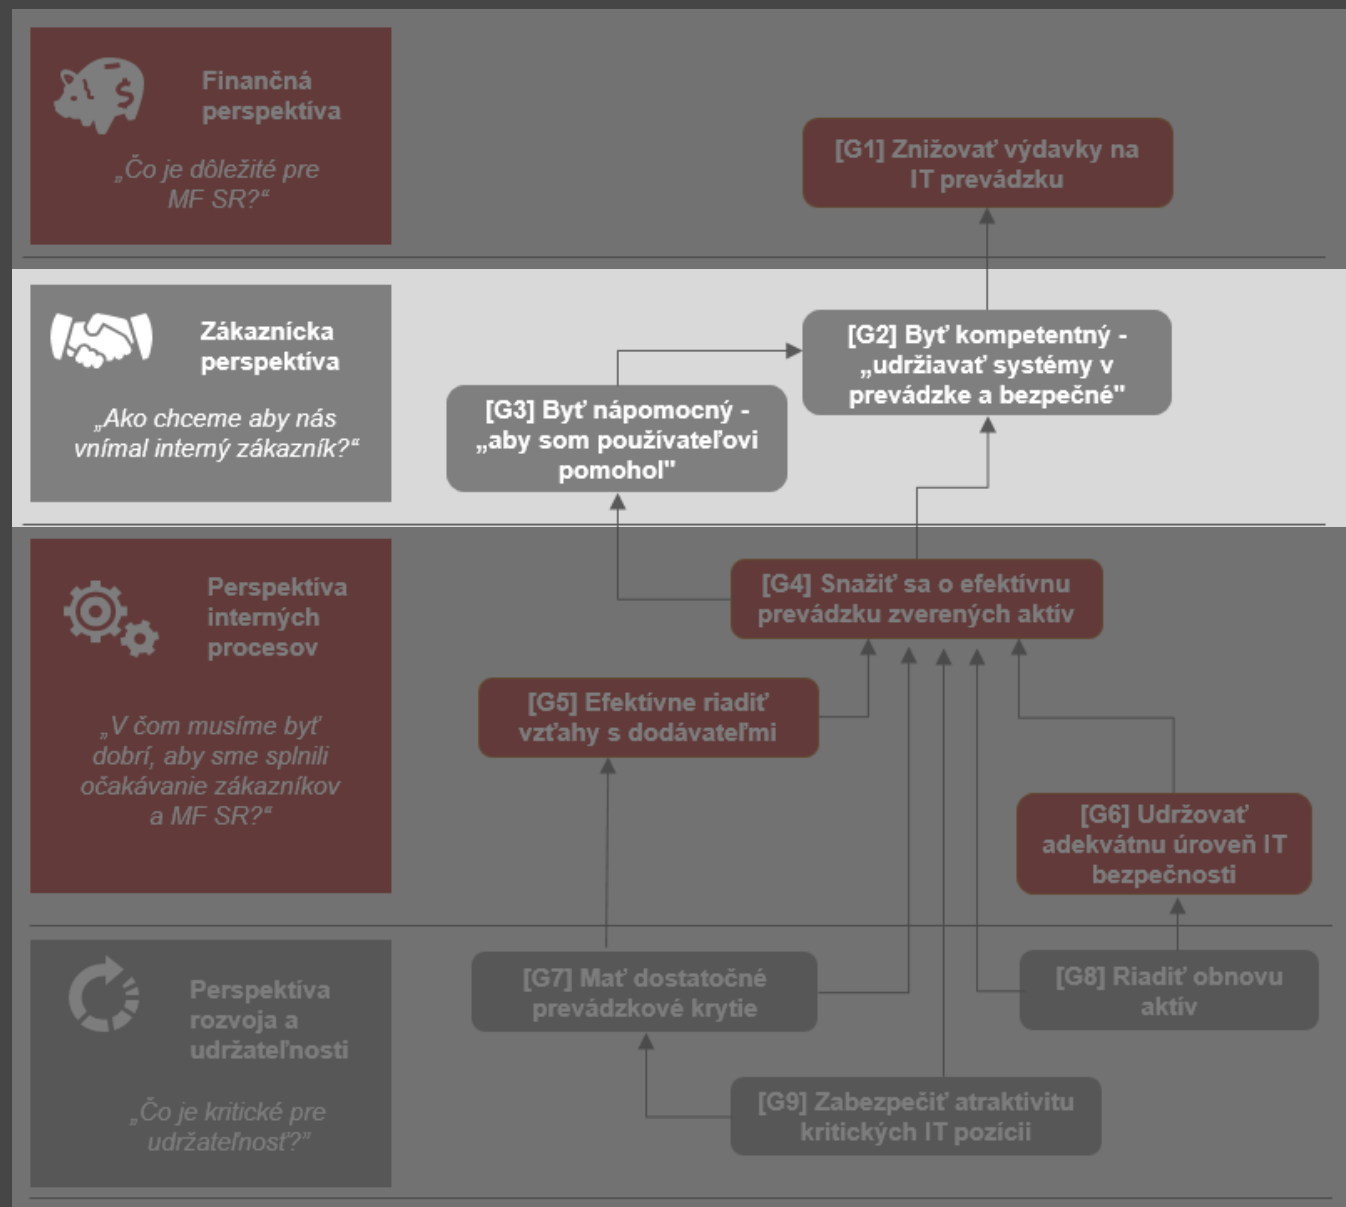 Finančná
perspektíva
„Čo je dôležité pre
MF SR?“
[G1] Znižovať výdavky na
IT prevádzku
Zákaznícka
perspektíva
„Ako chceme aby nás
vnímal interný zákazník?“
[G2] Byť kompetentný -
„udržiavať systémy v
prevádzke a bezpečné"
[G3] Byť nápomocný -
„aby som používateľovi
pomohol"
Perspektíva
interných
procesov
„V čom musíme byť
dobrí, aby sme splnili
očakávanie zákazníkov
a MF SR?“
[G4] Snažiť sa o efektívnu
prevádzku zverených aktív
[G5] Efektívne riadiť
vzťahy s dodávateľmi
[G6] Udržovať
adekvátnu úroveň IT
bezpečnosti
Perspektíva
rozvoja a
udržateľnosti
„Čo je kritické pre
udržateľnosť?”
[G7] Mať dostatočné
prevádzkové krytie
[G8] Riadiť obnovu
aktív
[G9] Zabezpečiť atraktivitu
kritických IT pozícii